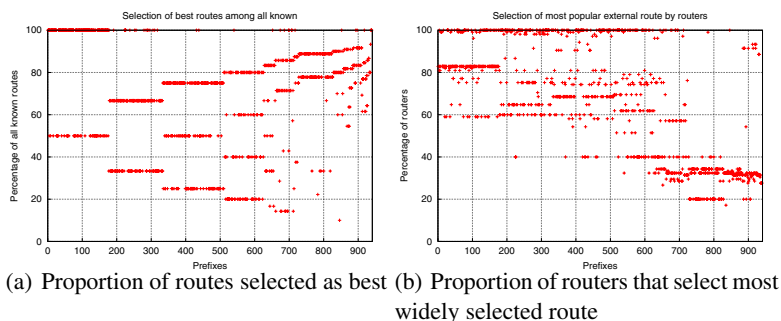 Selection of best routes among all known
Percentage of all known routes
100
80
60
40
20
0
0 100 200 300 400 500 600 700 800 900
Prefixes
Selection of most popular external route by routers
Percentage of routers
100
80
60
40
20
0
0 100 200 300 400 500 600 700 800 900
Prefixes
(a) Proportion of routes selected as best
(b) Proportion of routers that select most
widely selected route